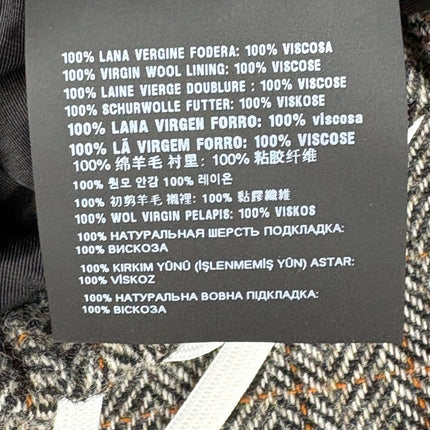 100% LANA VERGINE FODERA: 100% VISCOSA
100% VIRGIN WOOL LINING: 100% VISCOSE
100% LAINE VIERGE DOUBLURE : 100% VISCOSE
100% SCHURWOLLE FUTTER: 100% VISKOSE
100% LANA VIRGEN FORRO: 100% viscosa
100% LÃ VIRGEM FORRO: 100% VISCOSE
100% 绵羊毛 衬里: 100% 粘胶纤维
100% 원모 안감 100% 레이온
100% 初剪羊毛 襯裡: 100% 黏膠纖維
100% WOL VIRGIN PELAPIS: 100% VISKOS
100% НАТУРАЛЬНАЯ ШЕРСТЬ ПОДКЛАДКА:
100% ВИСКОЗА
100% KIRKIM YÜNÜ (İŞLENMEMİŞ YÜN) ASTAR:
%100 VİSKOZ
100% НАТУРАЛЬНА ВОВНА ПІДКЛАДКА:
100% ВІСКОЗА